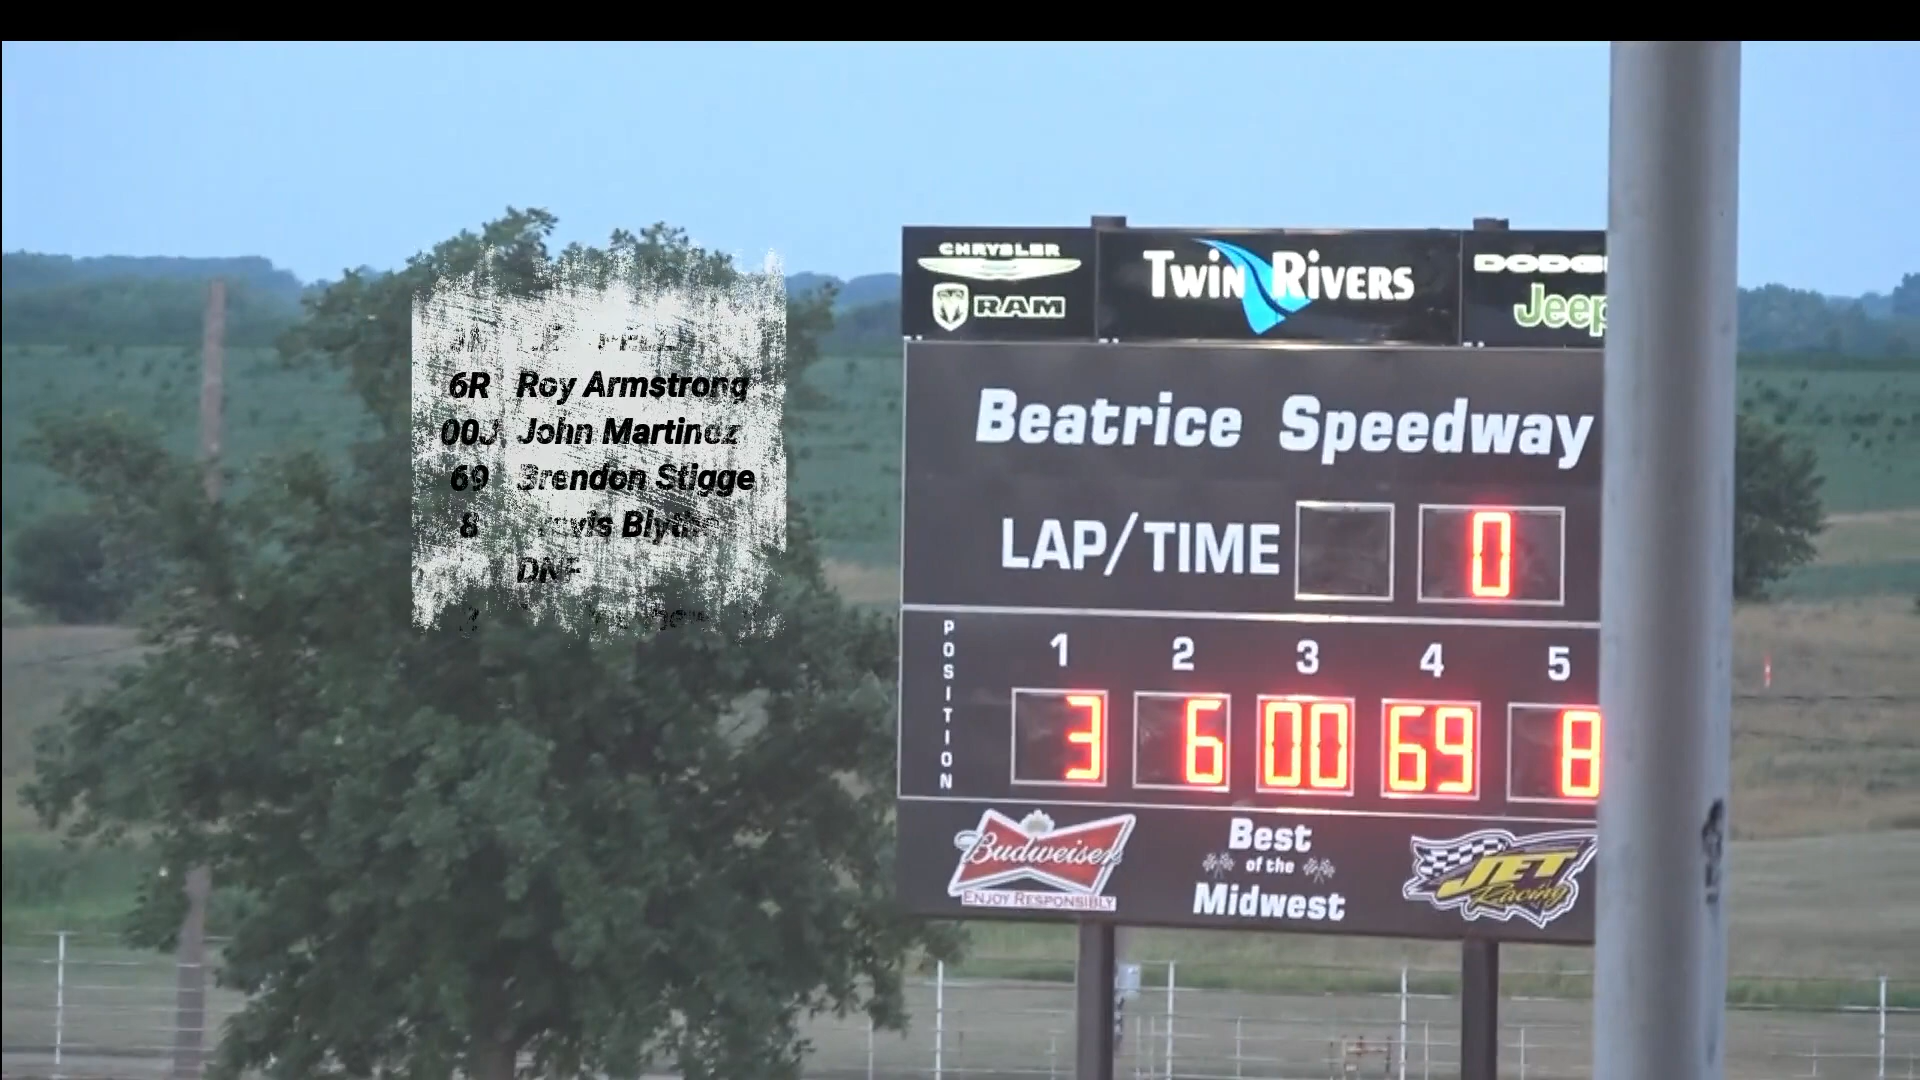 6R Roy Armstrong
00J John Martinez
69 Brendon Stigge
8 Blythe
DNF
CHRYSLER
RAM
TWIN RIVERS
DODGE
Jeep
Beatrice Speedway
LAP/TIME 0
POSITION
1 2 3 4 5
3 6 00 69 8
Budweiser
ENJOY RESPONSIBLY
Best
of the
Midwest
JET
Racing